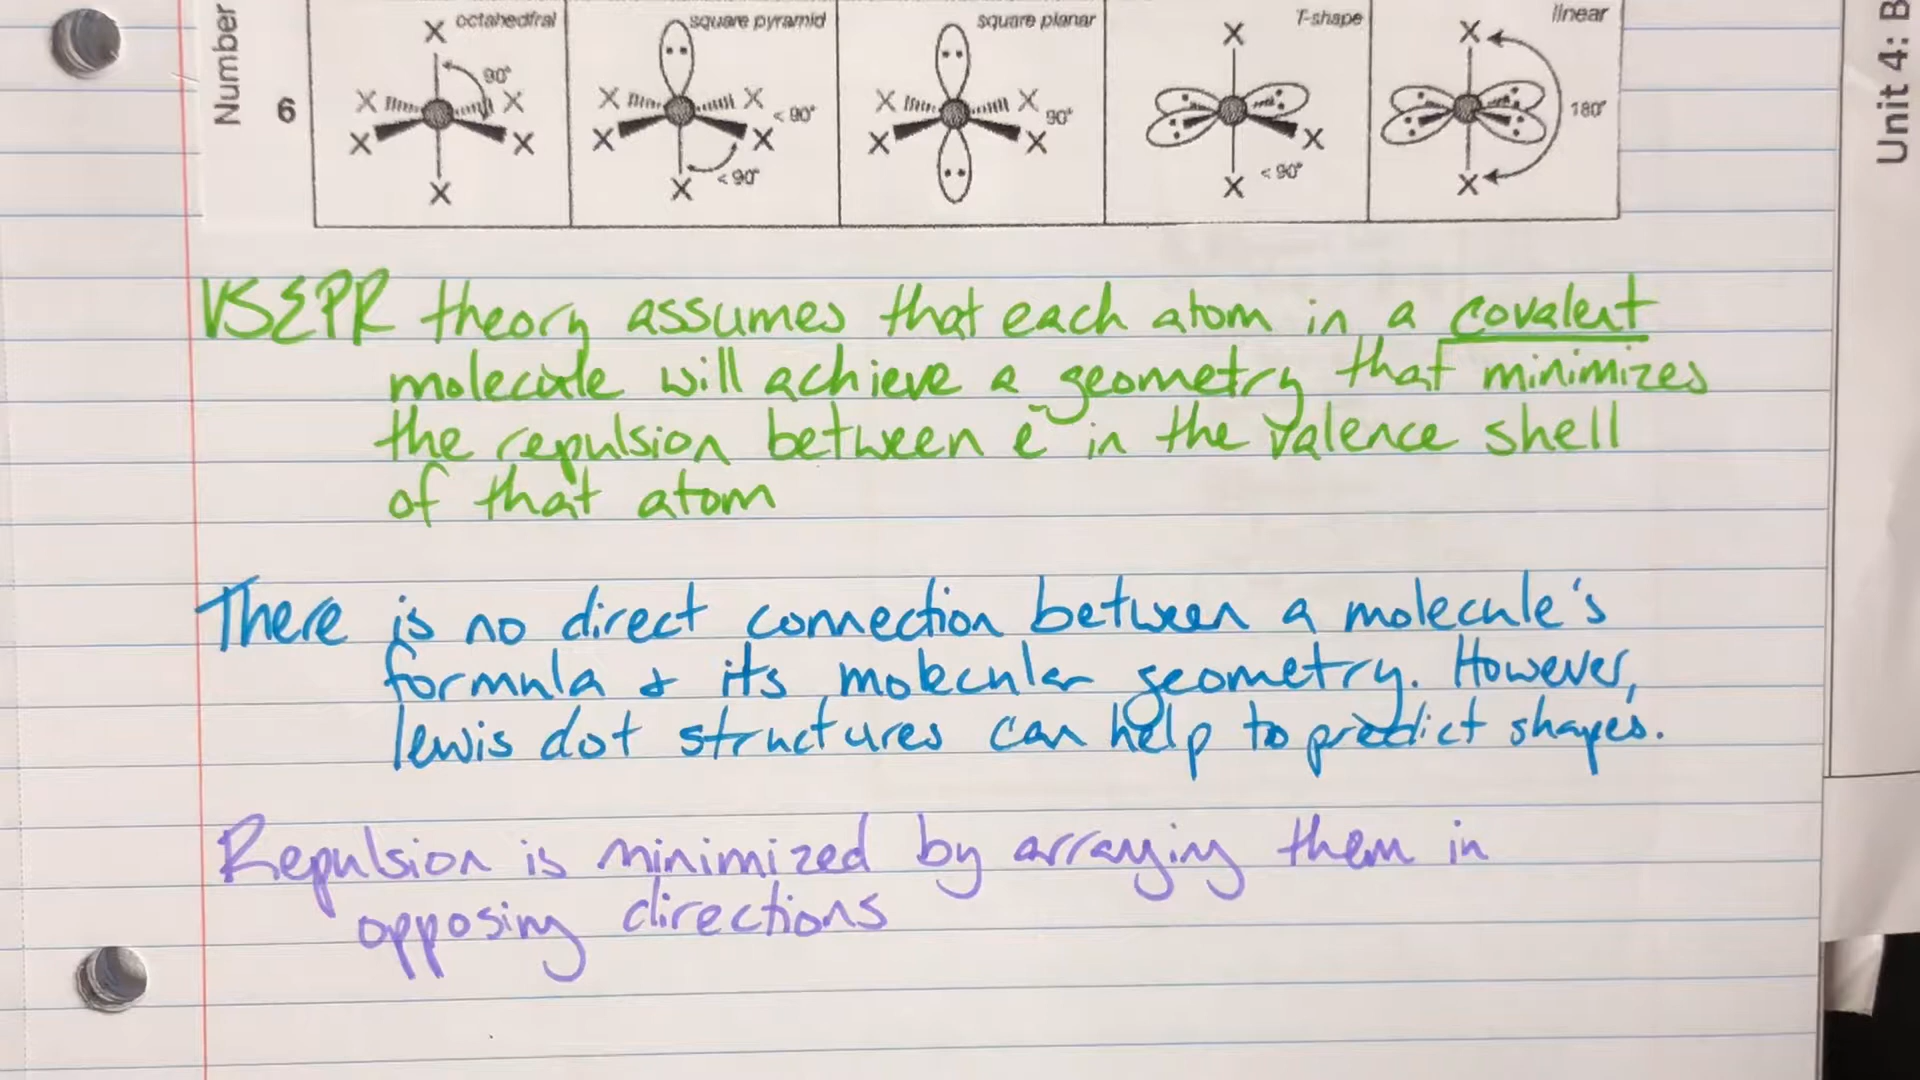 Number
6
octahedral
X
90°
X X
X X
X
square pyramid
X X
< 90°
X X
< 90°
X
square planar
X X
90°
X X
T-shape
X
X
< 90°
X
linear
X
180°
X
Unit 4: B
VSEPR theory assumes that each atom in a covalent
molecule will achieve a geometry that minimizes
the repulsion between e⁻ in the valence shell
of that atom
There is no direct connection between a molecule's
formula & its molecular geometry. However,
lewis dot structures can help to predict shapes.
Repulsion is minimized by arraying them in
opposing directions